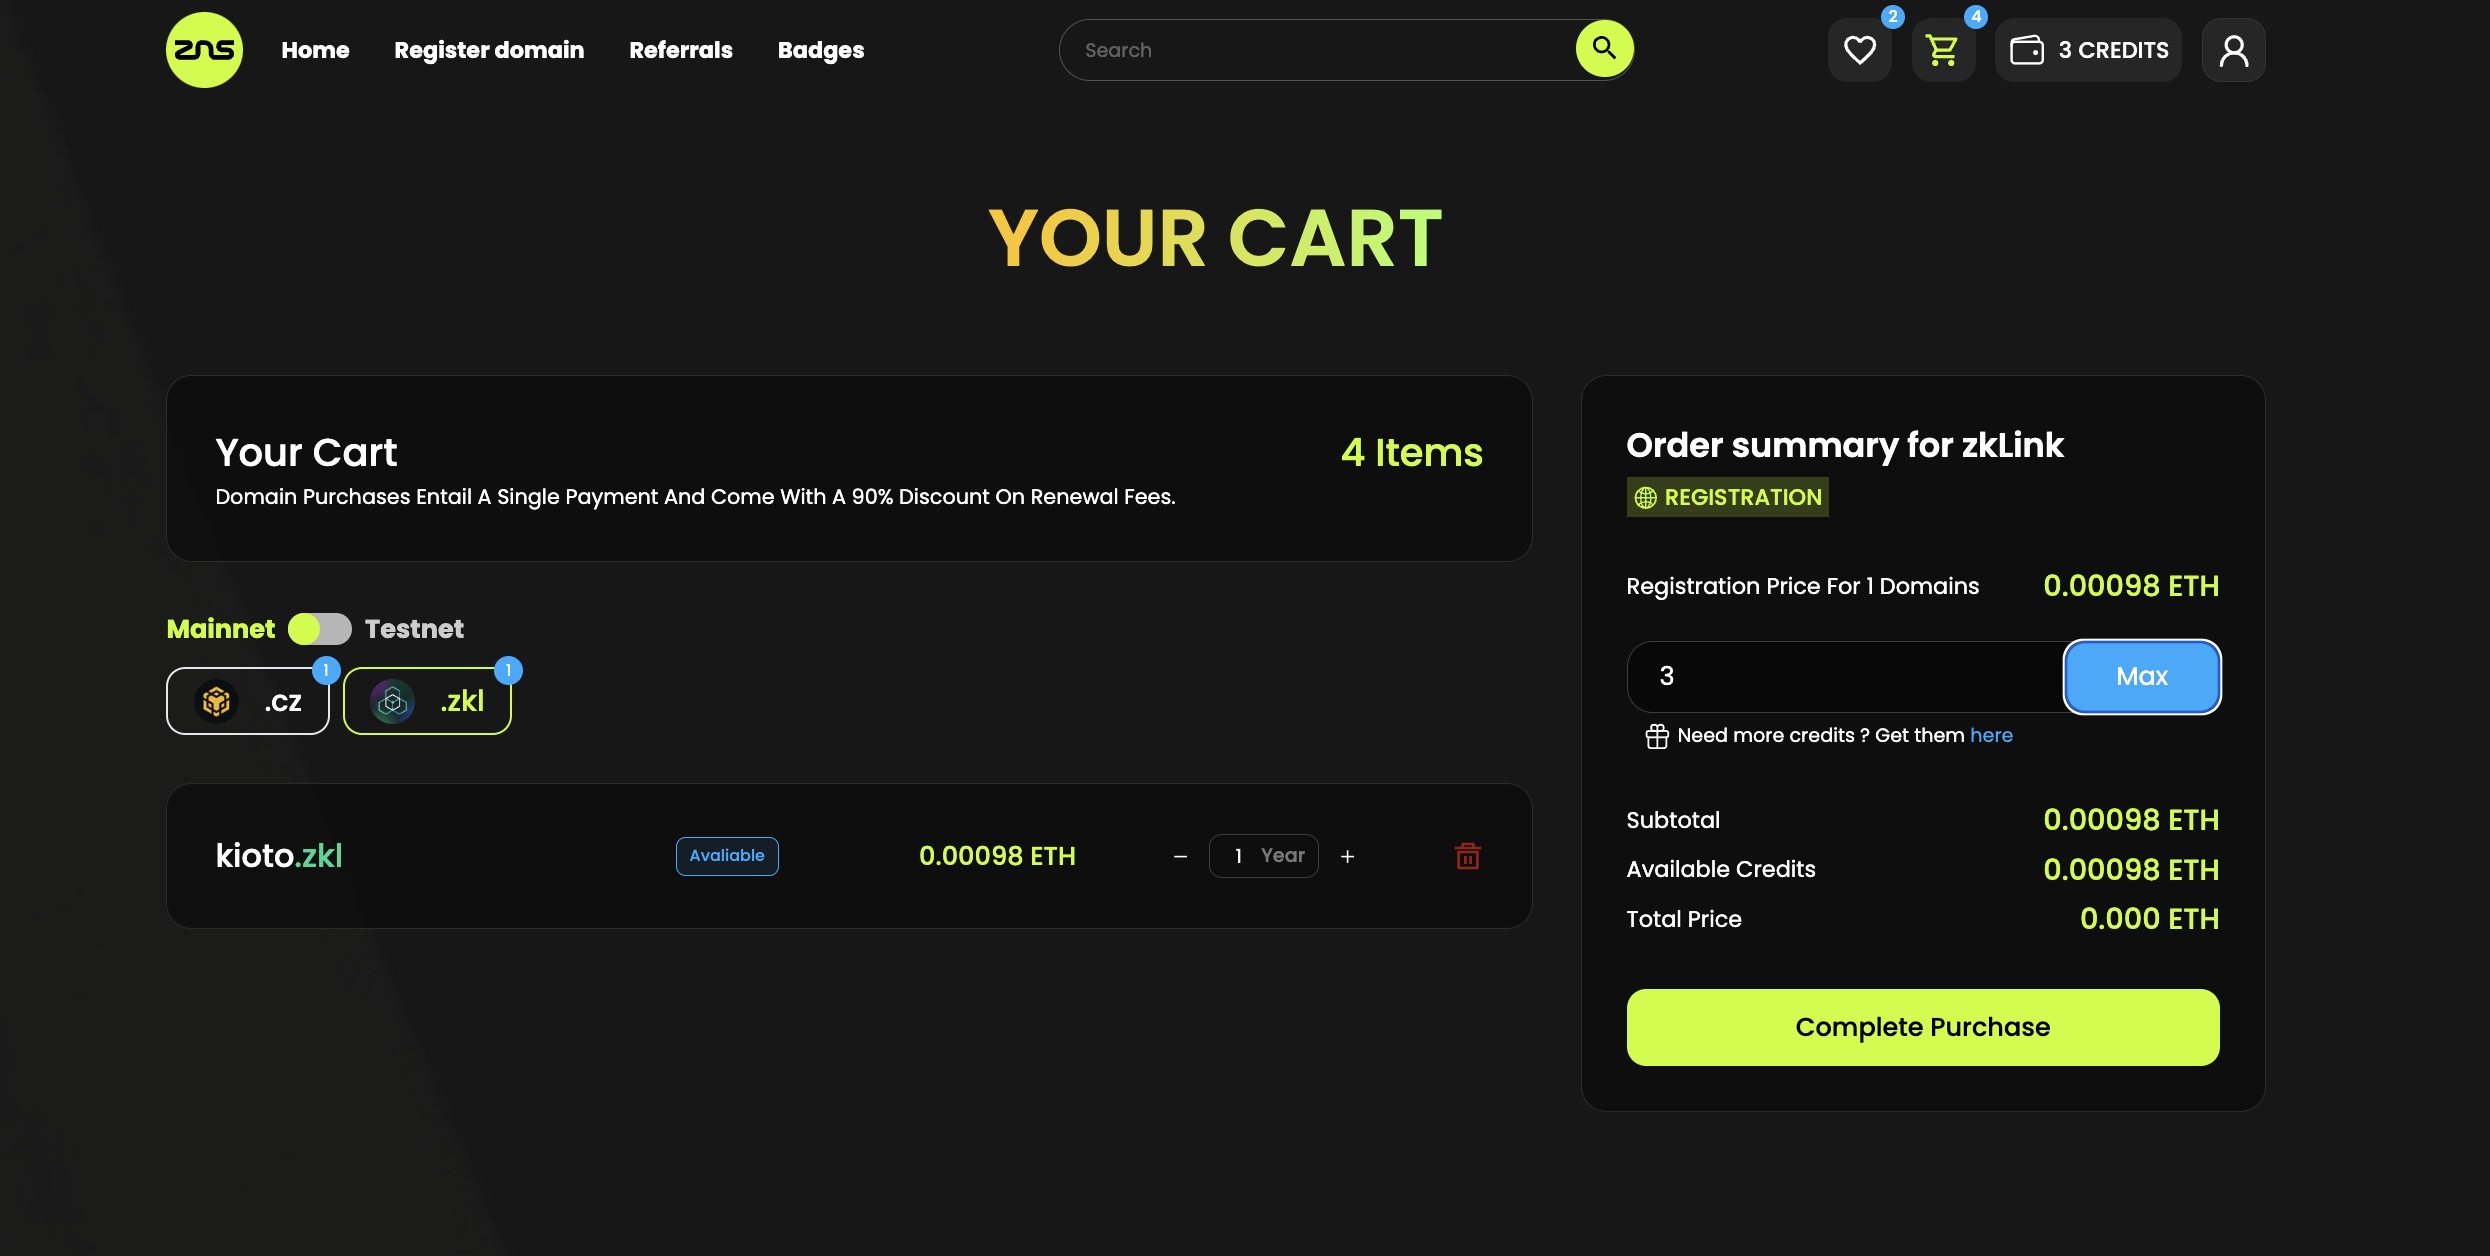 ZNS Home Register domain Referrals Badges Search 2 4 3 CREDITS
YOUR CART
Your Cart 4 Items
Domain Purchases Entail A Single Payment And Come With A 90% Discount On Renewal Fees.
Mainnet Testnet
.cz 1 .zkl 1
kioto.zkl Avaliable 0.00098 ETH − 1 Year +
Order summary for zkLink
REGISTRATION
Registration Price For 1 Domains 0.00098 ETH
3 Max
Need more credits ? Get them here
Subtotal 0.00098 ETH
Available Credits 0.00098 ETH
Total Price 0.000 ETH
Complete Purchase